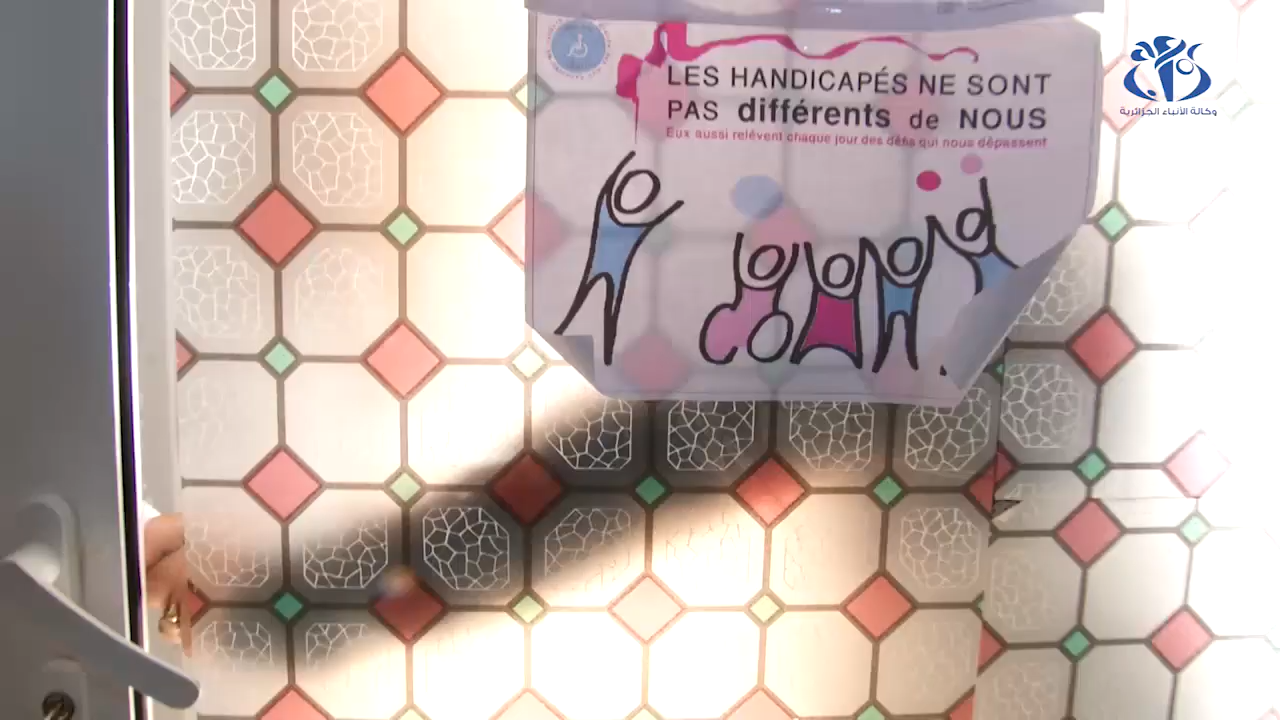 LES HANDICAPÉS NE SONT
PAS différents de NOUS
Eux aussi relèvent chaque jour des défis qui nous dépassent
وكالة الأنباء الجزائرية